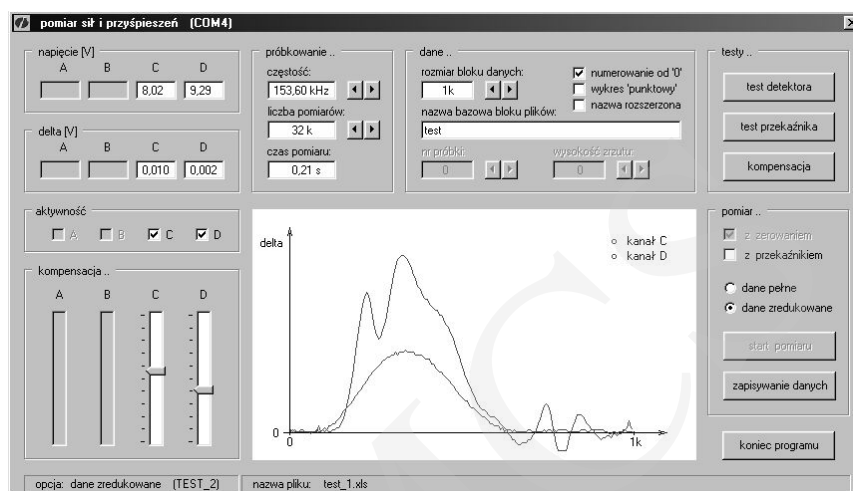 pomiar sił i przyśpieszeń (COM4)
napięcie [V]
A B C D
8,02 9,29
delta [V]
A B C D
0,010 0,002
próbkowanie ..
częstość:
153,60 kHz
liczba pomiarów:
32 k
czas pomiaru:
0,21 s
dane ..
rozmiar bloku danych:
1k
numerowanie od '0'
wykres 'punktowy'
nazwa rozszerzona
nazwa bazowa bloku plików:
test
nr próbki:
0
wysokość zrzutu:
0
testy ..
test detektora
test przekaźnika
kompensacja
aktywność
A B C D
kompensacja ..
A B C D
delta
kanał C
kanał D
0
0 1k
pomiar ..
z zerowaniem
z przekaźnikiem
dane pełne
dane zredukowane
start pomiaru
zapisywanie danych
koniec programu
opcja: dane zredukowane (TEST_2)
nazwa pliku: test_1.xls